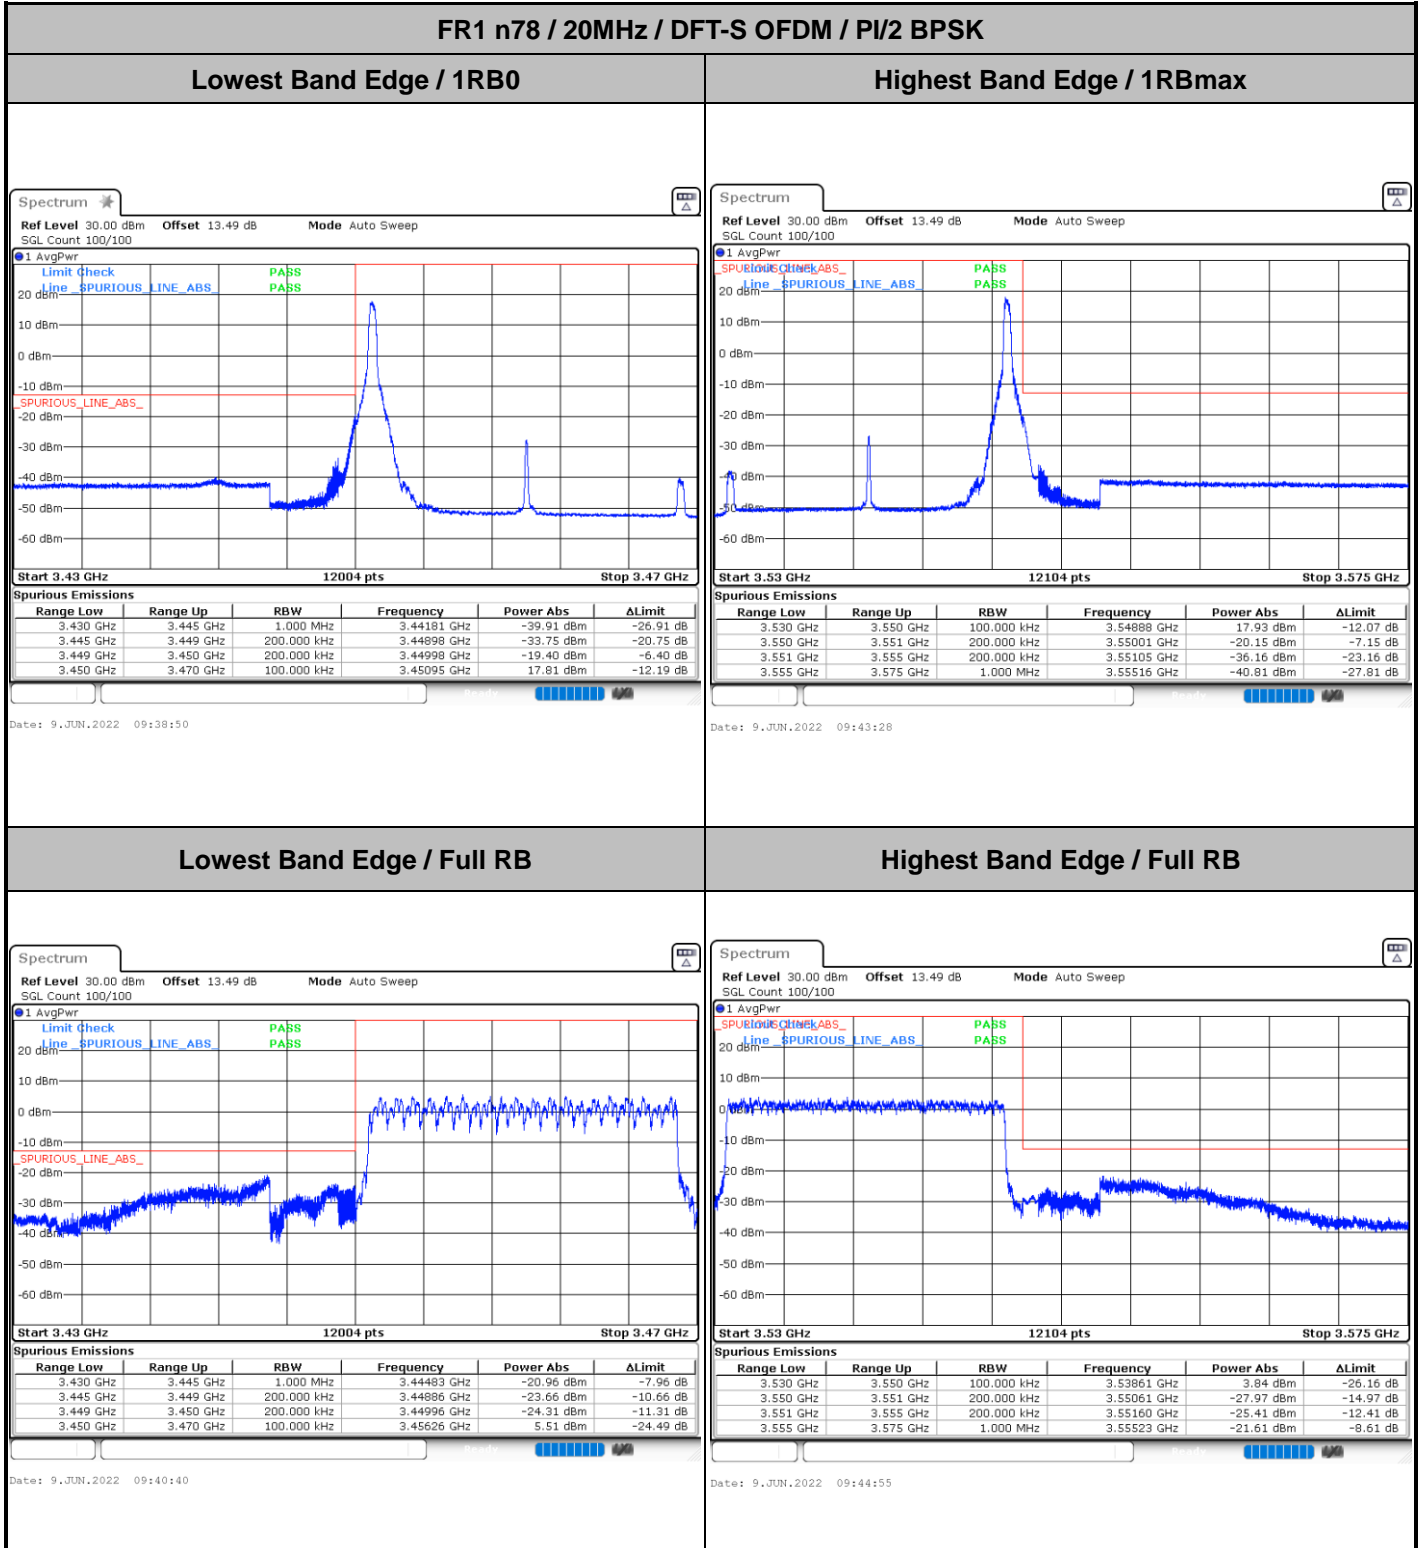 FR1 n78 / 20MHz / DFT-S OFDM / PI/2 BPSK
Lowest Band Edge / 1RB0
Highest Band Edge / 1RBmax
Spectrum
Ref Level 30.00 dBm Offset 13.49 dB Mode Auto Sweep
SGL Count 100/100
1 AvgPwr
Limit Check PASS
Line _SPURIOUS_LINE_ABS_ PASS
20 dBm
10 dBm
0 dBm
-10 dBm
_SPURIOUS_LINE_ABS_
-20 dBm
-30 dBm
-40 dBm
-50 dBm
-60 dBm
Start 3.43 GHz 12004 pts Stop 3.47 GHz
Spurious Emissions
Range Low Range Up RBW Frequency Power Abs ΔLimit
3.430 GHz 3.445 GHz 1.000 MHz 3.44181 GHz -39.91 dBm -26.91 dB
3.445 GHz 3.449 GHz 200.000 kHz 3.44898 GHz -33.75 dBm -20.75 dB
3.449 GHz 3.450 GHz 200.000 kHz 3.44998 GHz -19.40 dBm -6.40 dB
3.450 GHz 3.470 GHz 100.000 kHz 3.45095 GHz 17.81 dBm -12.19 dB
Ready
Date: 9.JUN.2022 09:38:50
Spectrum
Ref Level 30.00 dBm Offset 13.49 dB Mode Auto Sweep
SGL Count 100/100
1 AvgPwr
_SPURIOUS_LINE_ABS_
Limit Check PASS
Line _SPURIOUS_LINE_ABS_ PASS
20 dBm
10 dBm
0 dBm
-10 dBm
-20 dBm
-30 dBm
-40 dBm
-50 dBm
-60 dBm
Start 3.53 GHz 12104 pts Stop 3.575 GHz
Spurious Emissions
Range Low Range Up RBW Frequency Power Abs ΔLimit
3.530 GHz 3.550 GHz 100.000 kHz 3.54888 GHz 17.93 dBm -12.07 dB
3.550 GHz 3.551 GHz 200.000 kHz 3.55001 GHz -20.15 dBm -7.15 dB
3.551 GHz 3.555 GHz 200.000 kHz 3.55105 GHz -36.16 dBm -23.16 dB
3.555 GHz 3.575 GHz 1.000 MHz 3.55516 GHz -40.81 dBm -27.81 dB
Ready
Date: 9.JUN.2022 09:43:28
Lowest Band Edge / Full RB
Highest Band Edge / Full RB
Spectrum
Ref Level 30.00 dBm Offset 13.49 dB Mode Auto Sweep
SGL Count 100/100
1 AvgPwr
Limit Check PASS
Line _SPURIOUS_LINE_ABS_ PASS
20 dBm
10 dBm
0 dBm
-10 dBm
_SPURIOUS_LINE_ABS_
-20 dBm
-30 dBm
-40 dBm
-50 dBm
-60 dBm
Start 3.43 GHz 12004 pts Stop 3.47 GHz
Spurious Emissions
Range Low Range Up RBW Frequency Power Abs ΔLimit
3.430 GHz 3.445 GHz 1.000 MHz 3.44483 GHz -20.96 dBm -7.96 dB
3.445 GHz 3.449 GHz 200.000 kHz 3.44886 GHz -23.66 dBm -10.66 dB
3.449 GHz 3.450 GHz 200.000 kHz 3.44996 GHz -24.31 dBm -11.31 dB
3.450 GHz 3.470 GHz 100.000 kHz 3.45626 GHz 5.51 dBm -24.49 dB
Ready
Date: 9.JUN.2022 09:40:40
Spectrum
Ref Level 30.00 dBm Offset 13.49 dB Mode Auto Sweep
SGL Count 100/100
1 AvgPwr
_SPURIOUS_LINE_ABS_
Limit Check PASS
Line _SPURIOUS_LINE_ABS_ PASS
20 dBm
10 dBm
0 dBm
-10 dBm
-20 dBm
-30 dBm
-40 dBm
-50 dBm
-60 dBm
Start 3.53 GHz 12104 pts Stop 3.575 GHz
Spurious Emissions
Range Low Range Up RBW Frequency Power Abs ΔLimit
3.530 GHz 3.550 GHz 100.000 kHz 3.53861 GHz 3.84 dBm -26.16 dB
3.550 GHz 3.551 GHz 200.000 kHz 3.55061 GHz -27.97 dBm -14.97 dB
3.551 GHz 3.555 GHz 200.000 kHz 3.55160 GHz -25.41 dBm -12.41 dB
3.555 GHz 3.575 GHz 1.000 MHz 3.55523 GHz -21.61 dBm -8.61 dB
Ready
Date: 9.JUN.2022 09:44:55